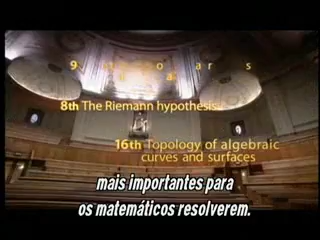 8th The Riemann hypothesis
16th Topology of algebraic
curves and surfaces
mais importantes para
os matemáticos resolverem.